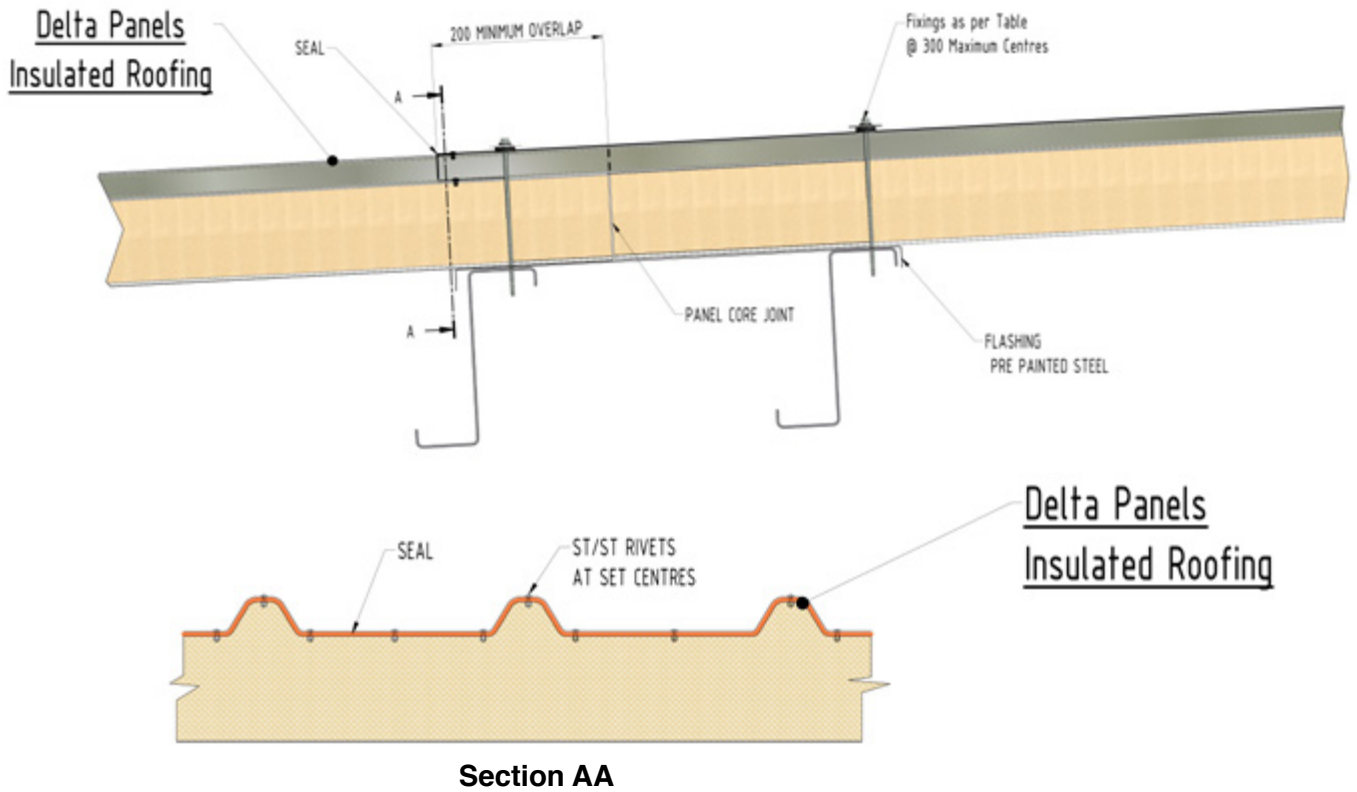 Delta Panels
Insulated Roofing
SEAL
200 MINIMUM OVERLAP
Fixings as per Table
@ 300 Maximum Centres
A
A
PANEL CORE JOINT
FLASHING
PRE PAINTED STEEL
Delta Panels
Insulated Roofing
SEAL
ST/ST RIVETS
AT SET CENTRES
Section AA